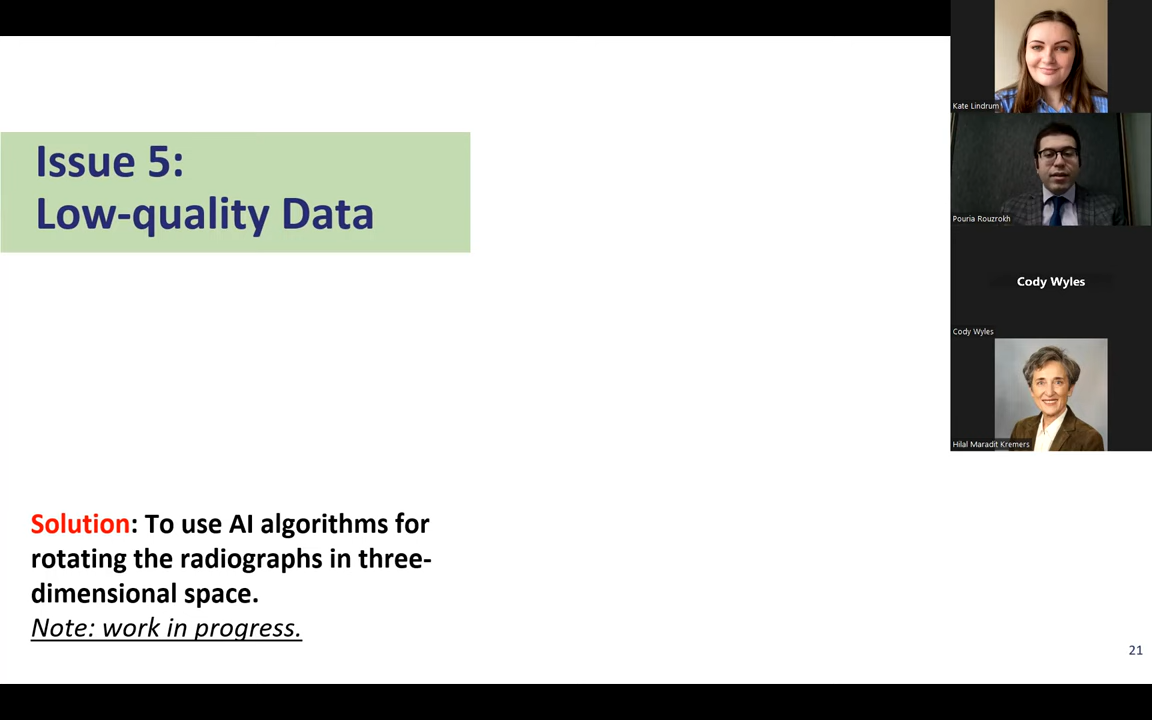 Issue 5:
Low-quality Data
Solution: To use AI algorithms for
rotating the radiographs in three-
dimensional space.
Note: work in progress.
21
Kate Lindrum
Pouria Rouzrokh
Cody Wyles
Cody Wyles
Hilal Maradit Kremers